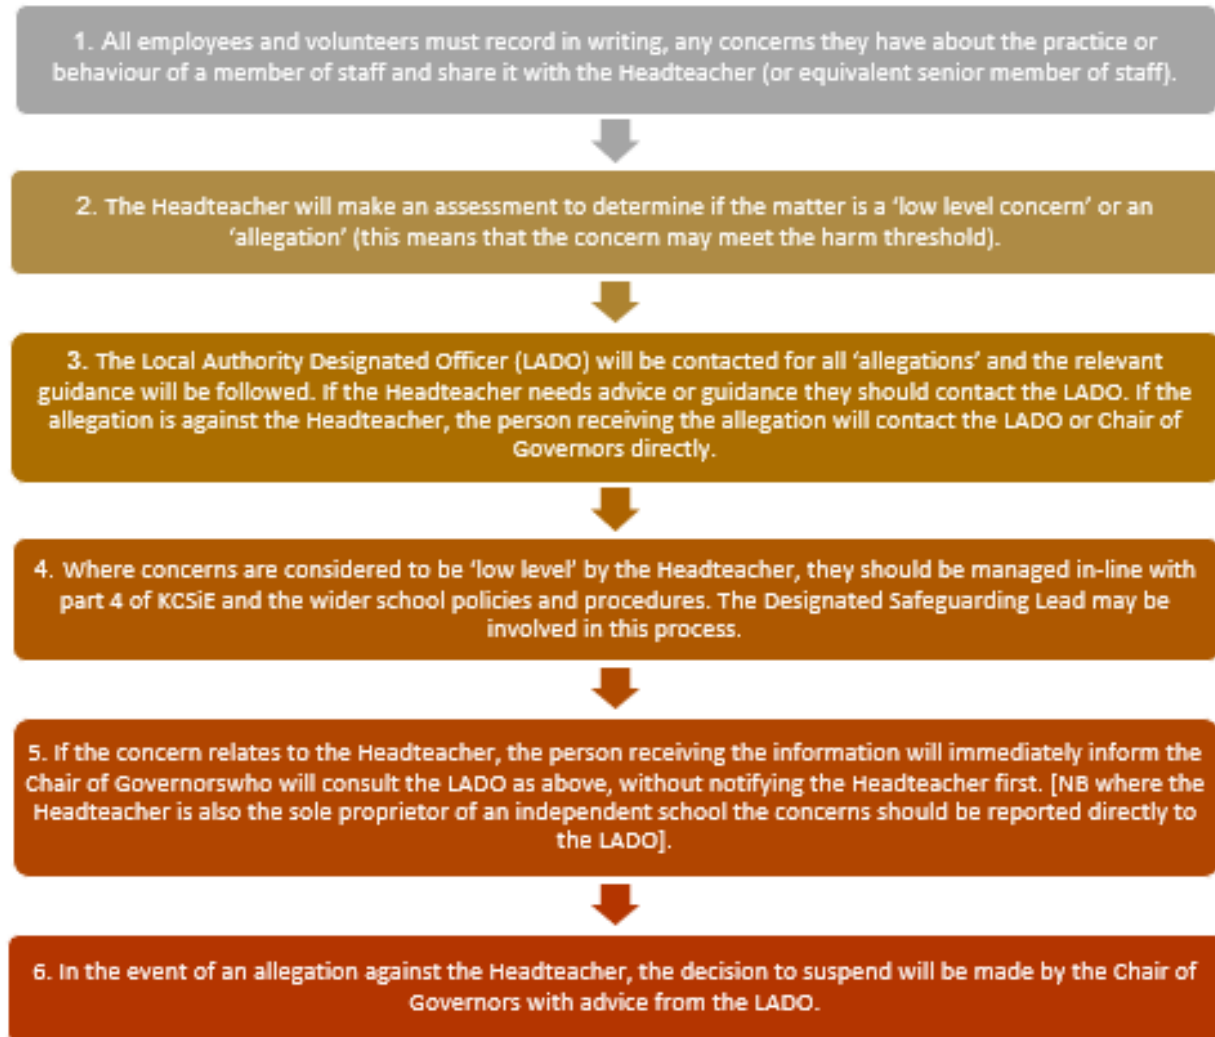 1. All employees and volunteers must record in writing, any concerns they have about the practice or
behaviour of a member of staff and share it with the Headteacher (or equivalent senior member of staff).
2. The Headteacher will make an assessment to determine if the matter is a ‘low level concern’ or an
‘allegation’ (this means that the concern may meet the harm threshold).
3. The Local Authority Designated Officer (LADO) will be contacted for all ‘allegations’ and the relevant
guidance will be followed. If the Headteacher needs advice or guidance they should contact the LADO. If the
allegation is against the Headteacher, the person receiving the allegation will contact the LADO or Chair of
Governors directly.
4. Where concerns are considered to be ‘low level’ by the Headteacher, they should be managed in-line with
part 4 of KCSiE and the wider school policies and procedures. The Designated Safeguarding Lead may be
involved in this process.
5. If the concern relates to the Headteacher, the person receiving the information will immediately inform the
Chair of Governorswho will consult the LADO as above, without notifying the Headteacher first. [NB where the
Headteacher is also the sole proprietor of an independent school the concerns should be reported directly to
the LADO].
6. In the event of an allegation against the Headteacher, the decision to suspend will be made by the Chair of
Governors with advice from the LADO.